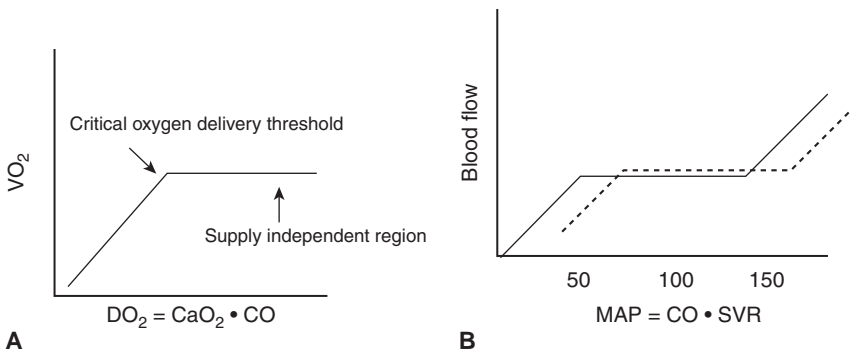 VO₂
Critical oxygen delivery threshold
Supply independent region
DO₂ = CaO₂ • CO
A
Blood flow
50 100 150
MAP = CO • SVR
B